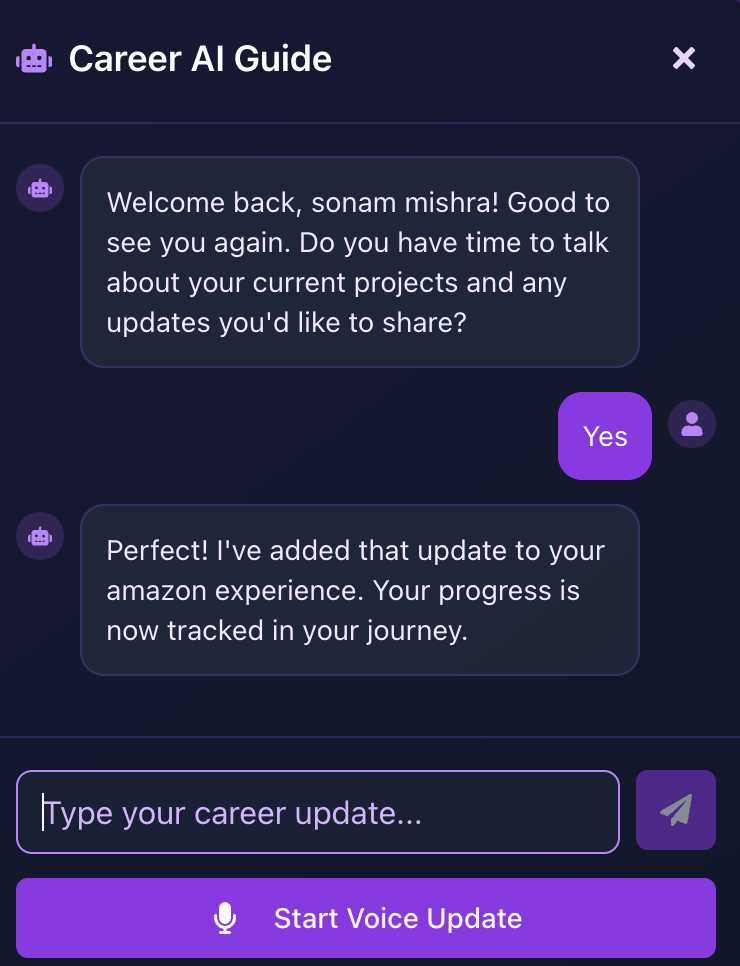 Career AI Guide
Welcome back, sonam mishra! Good to
see you again. Do you have time to talk
about your current projects and any
updates you'd like to share?
Yes
Perfect! I've added that update to your
amazon experience. Your progress is
now tracked in your journey.
Type your career update...
Start Voice Update